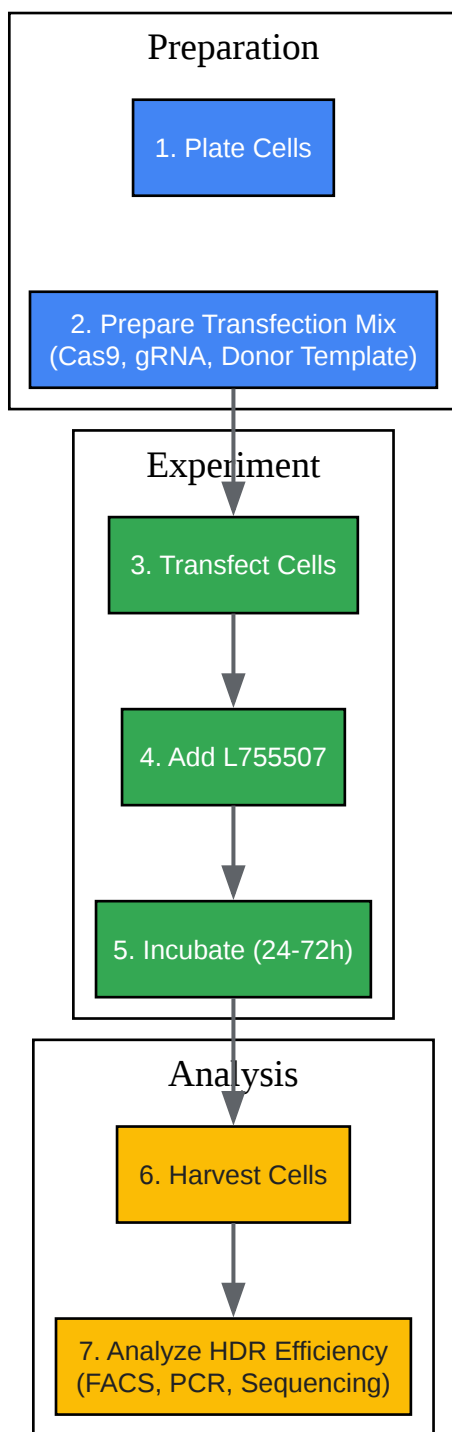 Preparation
1. Plate Cells
2. Prepare Transfection Mix
(Cas9, gRNA, Donor Template)
Experiment
3. Transfect Cells
4. Add L755507
5. Incubate (24-72h)
Analysis
6. Harvest Cells
7. Analyze HDR Efficiency
(FACS, PCR, Sequencing)